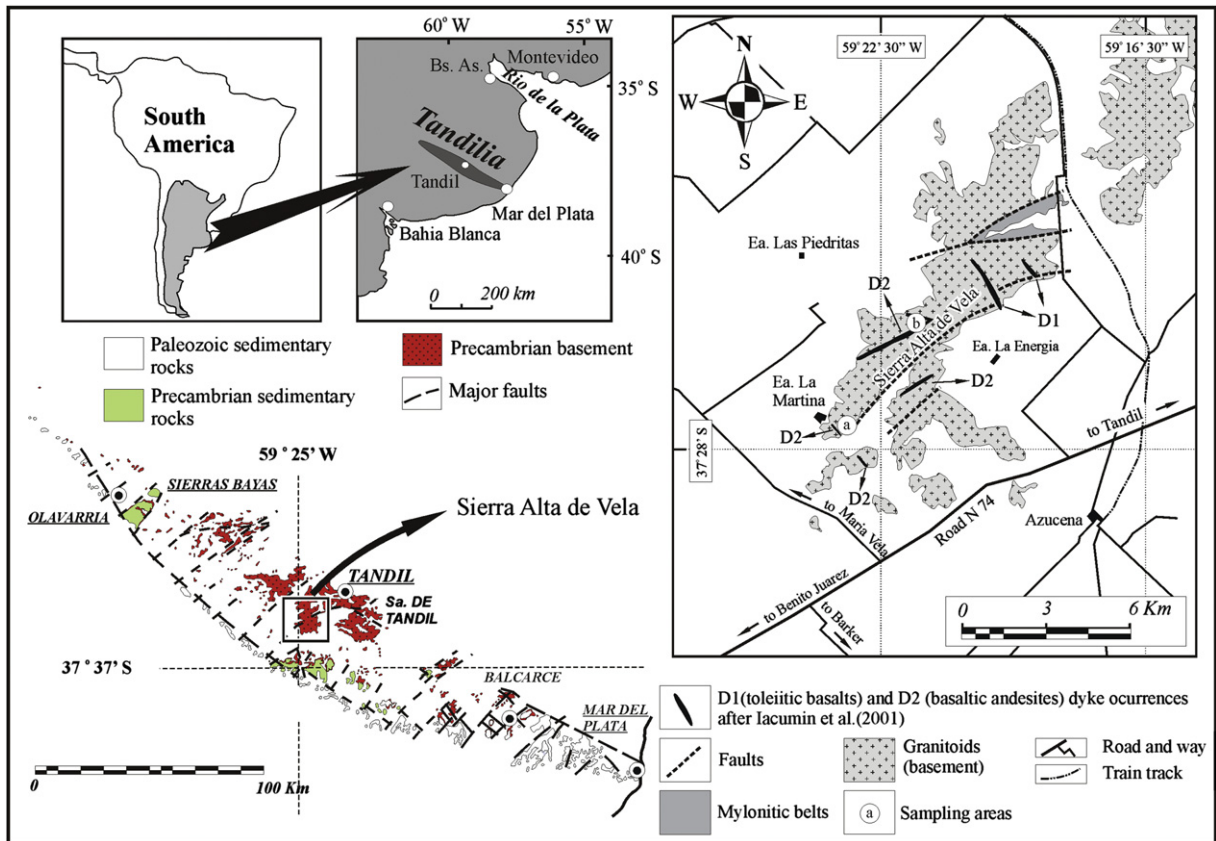 60° W
55° W
South
America
Bs. As.
Montevideo
Rio de la Plata
35° S
Tandilia
Tandil
Mar del Plata
Bahia Blanca
40° S
0 200 km
Paleozoic sedimentary
rocks
Precambrian sedimentary
rocks
Precambrian basement
Major faults
59° 25'' W
SIERRAS BAYAS
OLAVARRIA
Sierra Alta de Vela
TANDIL
Sa. DE
TANDIL
37° 37' S
BALCARCE
MAR DEL
PLATA
0 100 Km
59° 22' 30'' W
59° 16' 30'' W
N
W E
S
Ea. Las Piedritas
D2
b
D1
Sierra Alta de Vela
Ea. La Energia
Ea. La
Martina
D2
a
D2
37° 28' S
D2
to Tandil
to Maria Vela
Road N 74
Azucena
to Benito Juarez
to Barker
0 3 6 Km
D1(toleiitic basalts) and D2 (basaltic andesites) dyke ocurrences
after Iacumin et al.(2001)
Faults
Granitoids
(basement)
Road and way
Train track
Mylonitic belts
a
Sampling areas